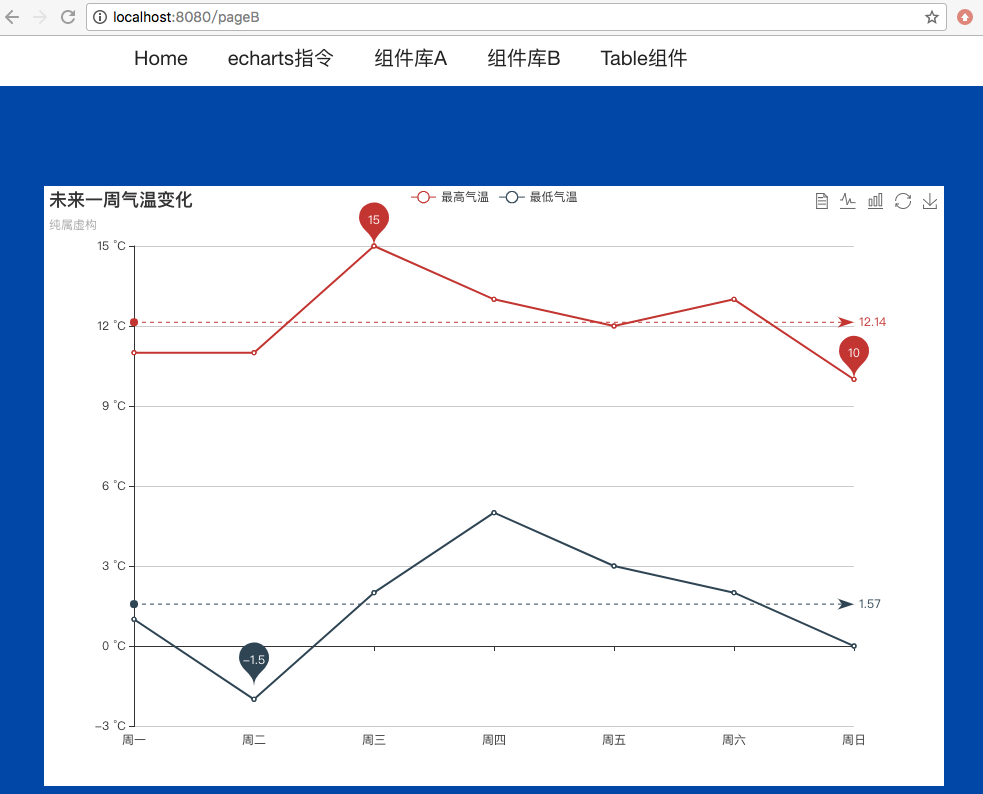 localhost:8080/pageB
Home echarts指令 组件库A 组件库B Table组件
未来一周气温变化
纯属虚构
最高气温 最低气温
15
15 °C
12 °C
12.14
10
9 °C
6 °C
3 °C
1.57
0 °C
−1.5
−3 °C
周一 周二 周三 周四 周五 周六 周日